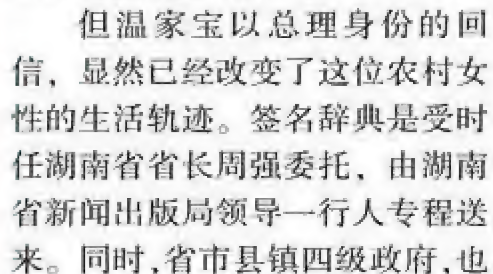 但温家宝以总理身份的回
信，显然已经改变了这位农村女
性的生活轨迹。签名辞典是受时
任湖南省省长周强委托，由湖南
省新闻出版局领导一行人专程送
来。同时，省市县镇四级政府，也